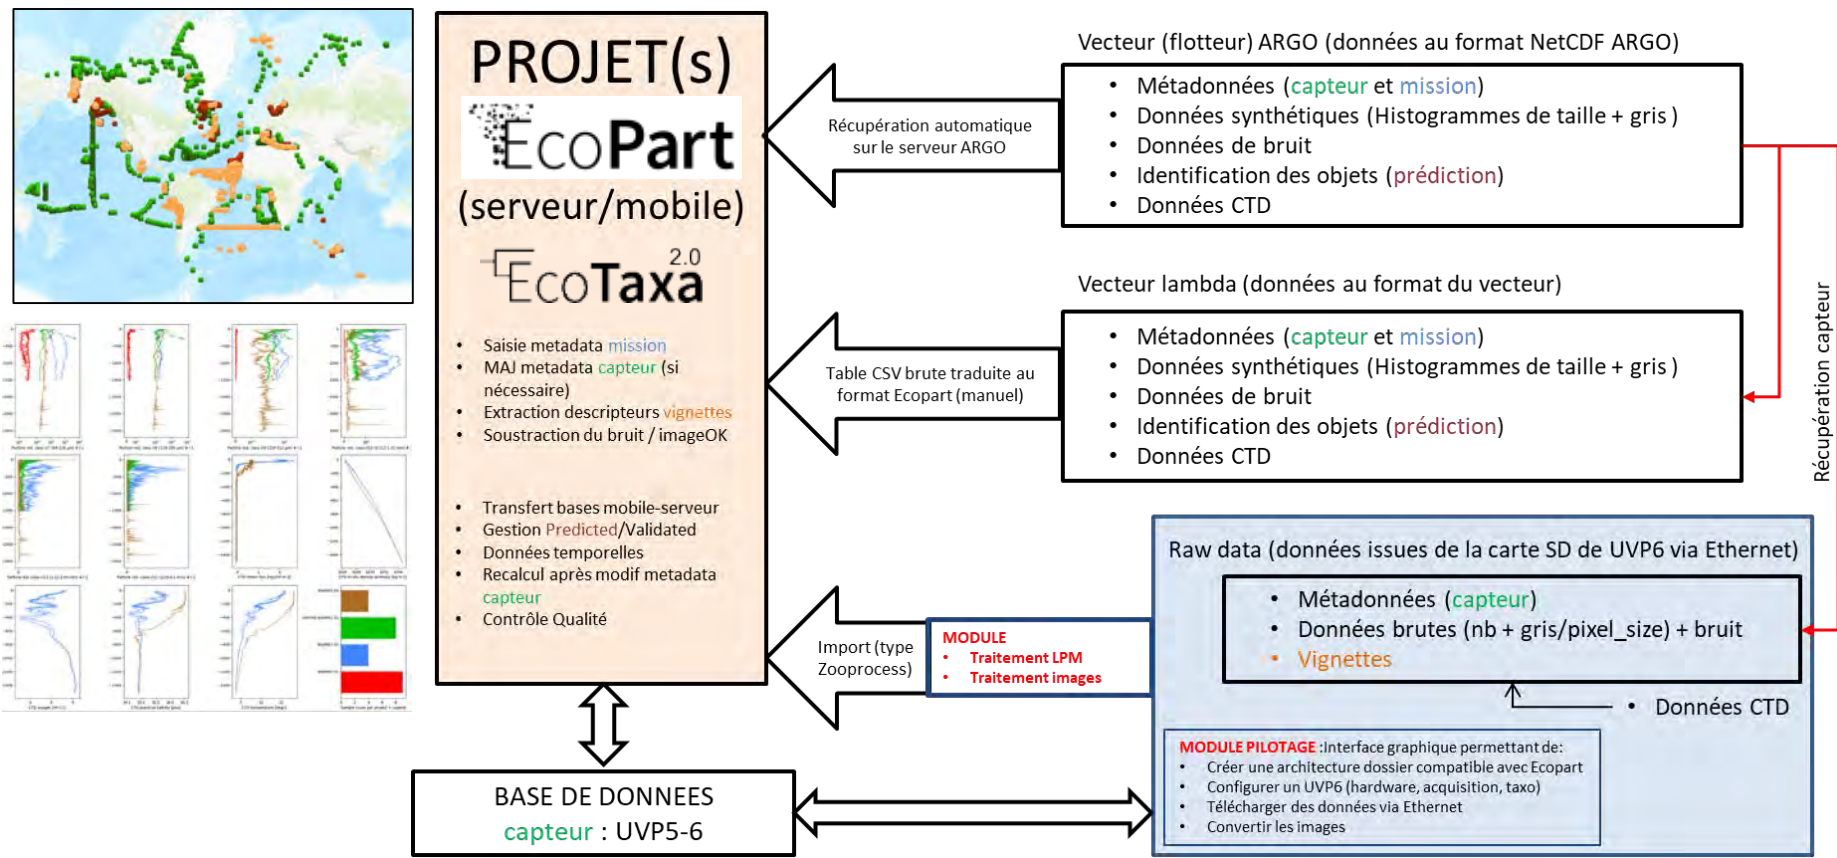 PROJET(s)
EcoPart
(serveur/mobile)
EcoTaxa 2.0
• Saisie metadata mission
• MAJ metadata capteur (si
nécessaire)
• Extraction descripteurs vignettes
• Soustraction du bruit / imageOK
• Transfert bases mobile-serveur
• Gestion Predicted/Validated
• Données temporelles
• Recalcul après modif metadata
capteur
• Contrôle Qualité
BASE DE DONNEES
capteur : UVP5-6
Récupération automatique
sur le serveur ARGO
Vecteur (flotteur) ARGO (données au format NetCDF ARGO)
• Métadonnées (capteur et mission)
• Données synthétiques (Histogrammes de taille + gris )
• Données de bruit
• Identification des objets (prédiction)
• Données CTD
Table CSV brute traduite au
format Ecopart (manuel)
Vecteur lambda (données au format du vecteur)
• Métadonnées (capteur et mission)
• Données synthétiques (Histogrammes de taille + gris )
• Données de bruit
• Identification des objets (prédiction)
• Données CTD
Récupération capteur
Import (type
Zooprocess)
MODULE
• Traitement LPM
• Traitement images
Raw data (données issues de la carte SD de UVP6 via Ethernet)
• Métadonnées (capteur)
• Données brutes (nb + gris/pixel_size) + bruit
• Vignettes
• Données CTD
MODULE PILOTAGE :Interface graphique permettant de:
• Créer une architecture dossier compatible avec Ecopart
• Configurer un UVP6 (hardware, acquisition, taxo)
• Télécharger des données via Ethernet
• Convertir les images